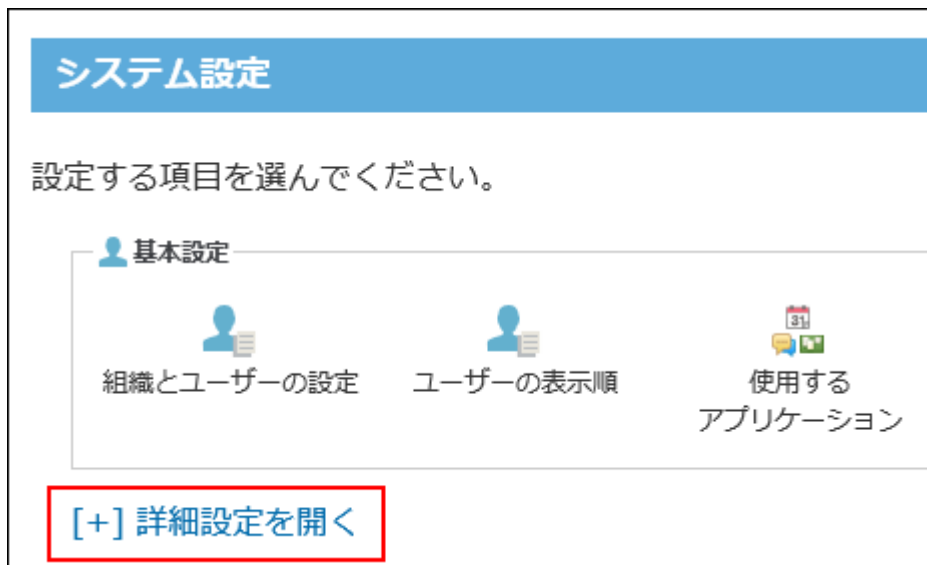 システム設定
設定する項目を選んでください。
基本設定
組織とユーザーの設定
ユーザーの表示順
使用する
アプリケーション
[+] 詳細設定を開く